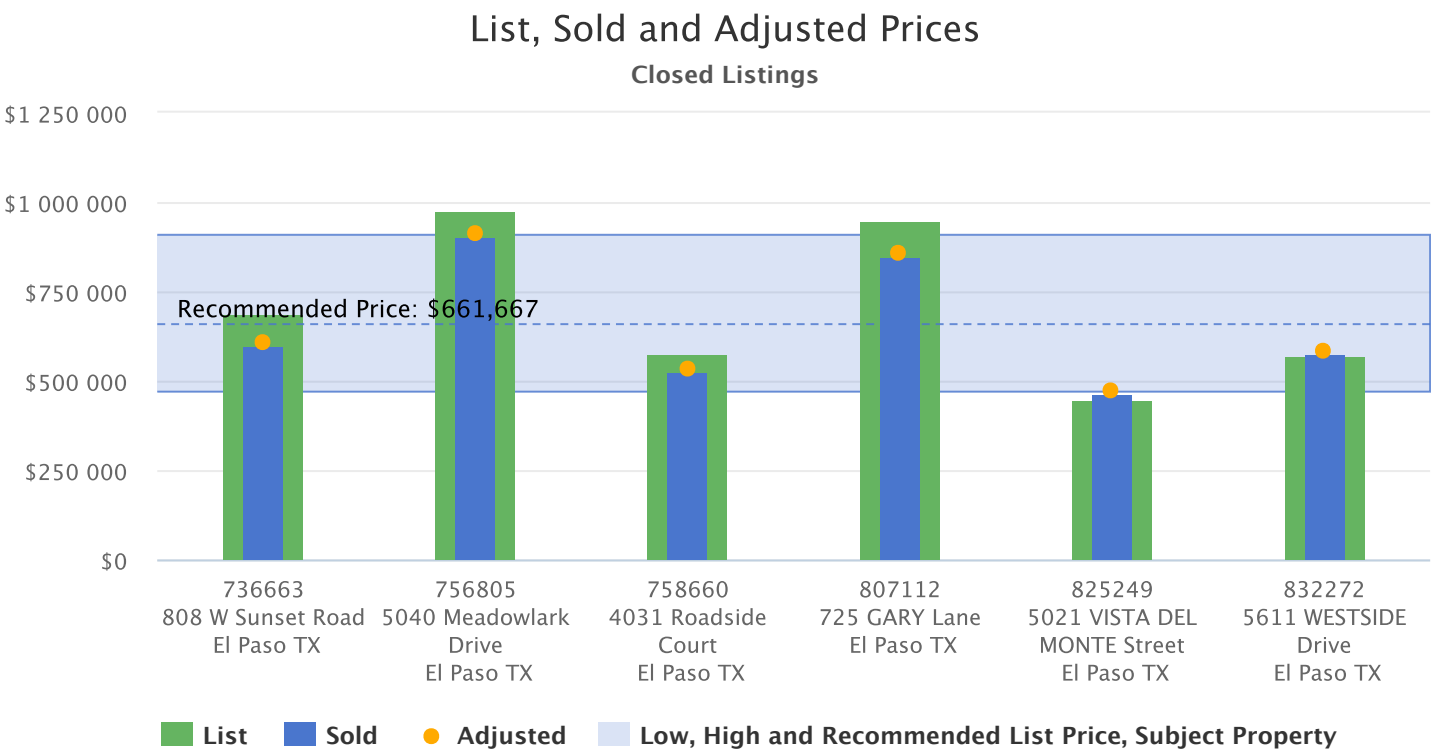 List, Sold and Adjusted Prices
Closed Listings
$1 250 000
$1 000 000
$750 000
$500 000
$250 000
$0
Recommended Price: $661,667
736663
808 W Sunset Road
El Paso TX
756805
5040 Meadowlark
Drive
El Paso TX
758660
4031 Roadside
Court
El Paso TX
807112
725 GARY Lane
El Paso TX
825249
5021 VISTA DEL
MONTE Street
El Paso TX
832272
5611 WESTSIDE
Drive
El Paso TX
List
Sold
Adjusted
Low, High and Recommended List Price, Subject Property